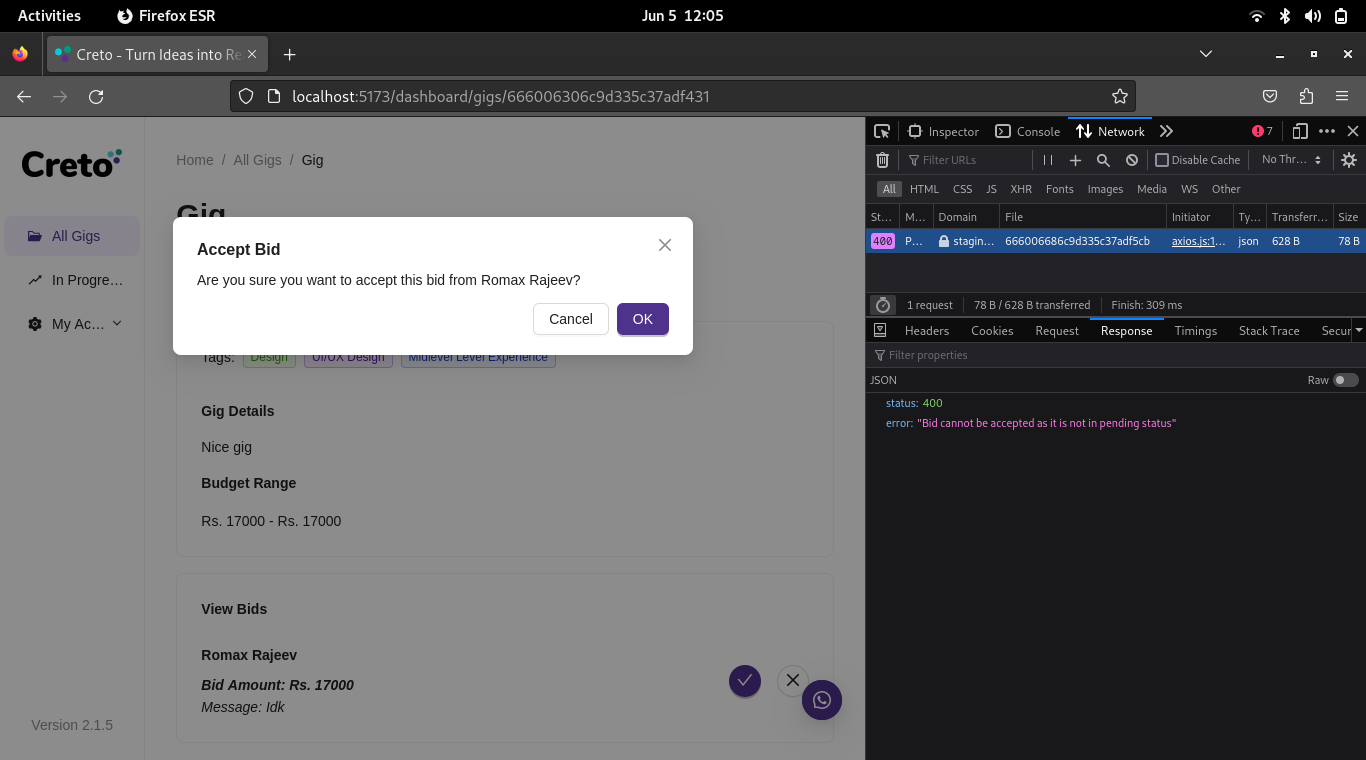 Activities Firefox ESR Jun 5 12:05
Creto - Turn Ideas into Re
localhost:5173/dashboard/gigs/666006306c9d335c37adf431
Creto
All Gigs
In Progre…
My Ac…
Version 2.1.5
Home / All Gigs / Gig
Gig
Accept Bid
Are you sure you want to accept this bid from Romax Rajeev?
Cancel OK
Tags: Design UI/UX Design Midlevel Level Experience
Gig Details
Nice gig
Budget Range
Rs. 17000 - Rs. 17000
View Bids
Romax Rajeev
Bid Amount: Rs. 17000
Message: Idk
Inspector Console Network 7
Filter URLs Disable Cache No Thr…
All HTML CSS JS XHR Fonts Images Media WS Other
St… M… Domain File Initiator Ty… Transferr… Size
400 P… stagin… 666006686c9d335c37adf5cb axios.js:1… json 628 B 78 B
1 request 78 B / 628 B transferred Finish: 309 ms
Headers Cookies Request Response Timings Stack Trace Secur
Filter properties
JSON Raw
status: 400
error: "Bid cannot be accepted as it is not in pending status"